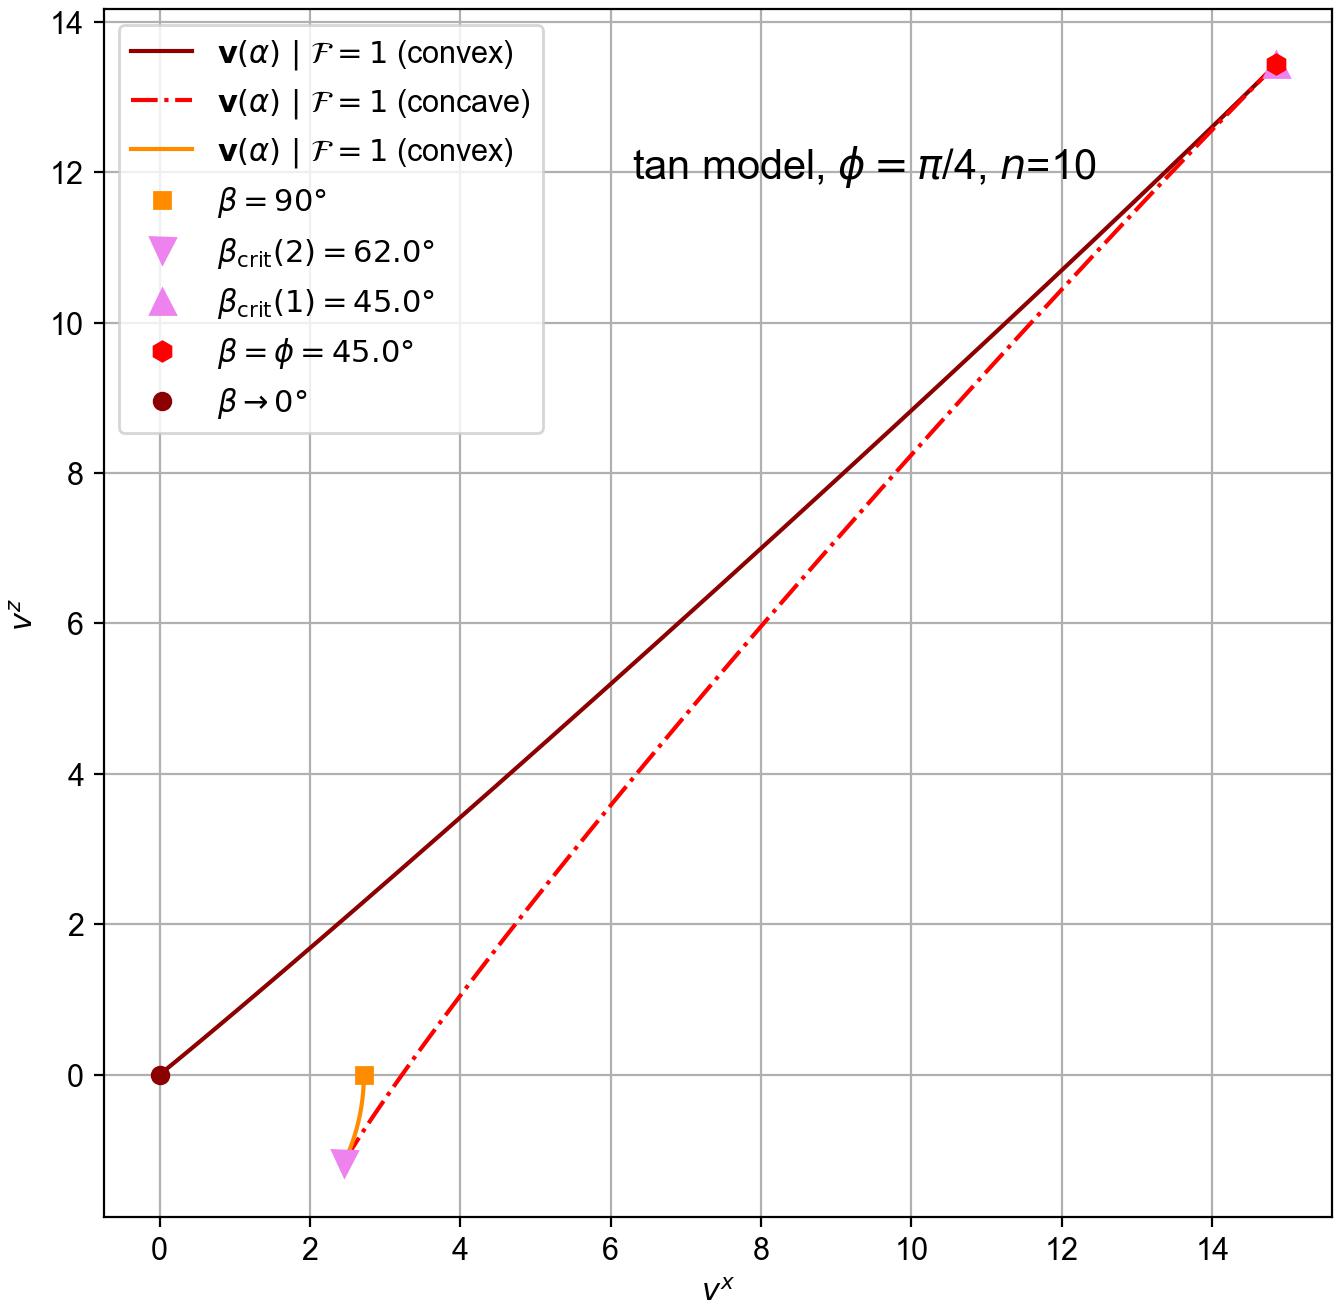 14
12
10
8
6
4
2
0
v(α) | ℱ = 1 (convex)
v(α) | ℱ = 1 (concave)
v(α) | ℱ = 1 (convex)
β = 90°
β_crit(2) = 62.0°
β_crit(1) = 45.0°
β = ϕ = 45.0°
β → 0°
tan model, ϕ = π/4, n=10
v^z
0 2 4 6 8 10 12 14
v^x